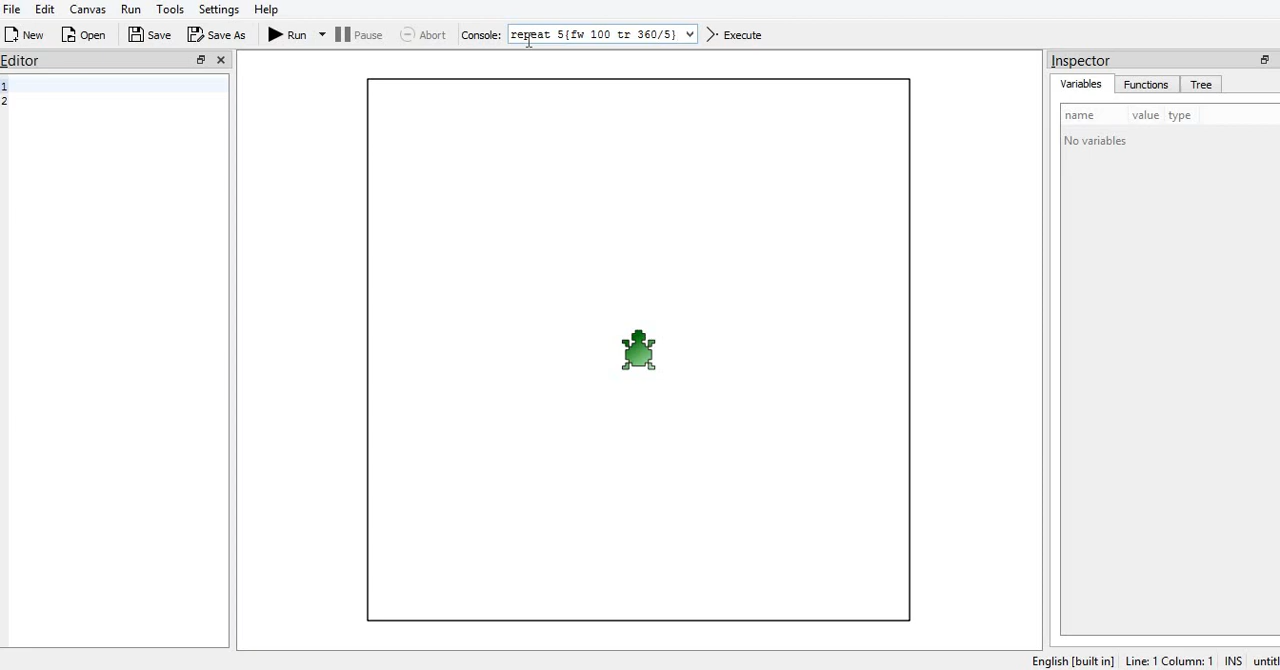 File Edit Canvas Run Tools Settings Help
New Open Save Save As Run Pause Abort Console: repeat 5{fw 100 tr 360/5} Execute
Editor
Inspector
Variables Functions Tree
1
2
name value type
No variables
English [built in] Line: 1 Column: 1 INS untitl